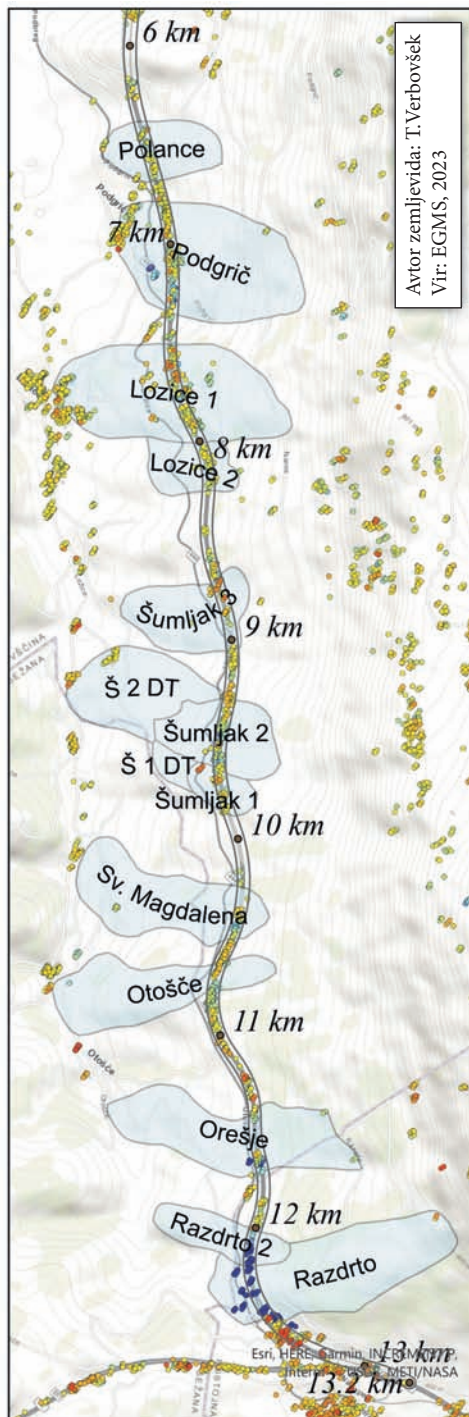 6 km
Avtor zemljevida: T.Verbovšek
Vir: EGMS, 2023
Polance
Podgrič
7 km
Podgrič
Lozice 1
8 km
Lozice 2
Šumljak 3
9 km
Š 2 DT
Šumljak 2
Š 1 DT
Šumljak 1
10 km
Sv. Magdalena
Otošče
11 km
Otošče
Orešje
12 km
Razdrto 2
Razdrto
13 km
Esri, HERE, Garmin,
METI/NASA
13.2 km